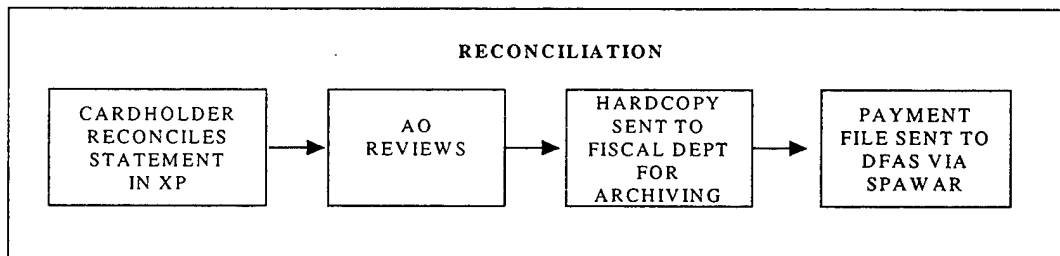 RECONCILIATION
CARDHOLDER
RECONCILES
STATEMENT
IN XP
AO
REVIEWS
HARDCOPY
SENT TO
FISCAL DEPT
FOR
ARCHIVING
PAYMENT
FILE SENT TO
DFAS VIA
SPAWAR